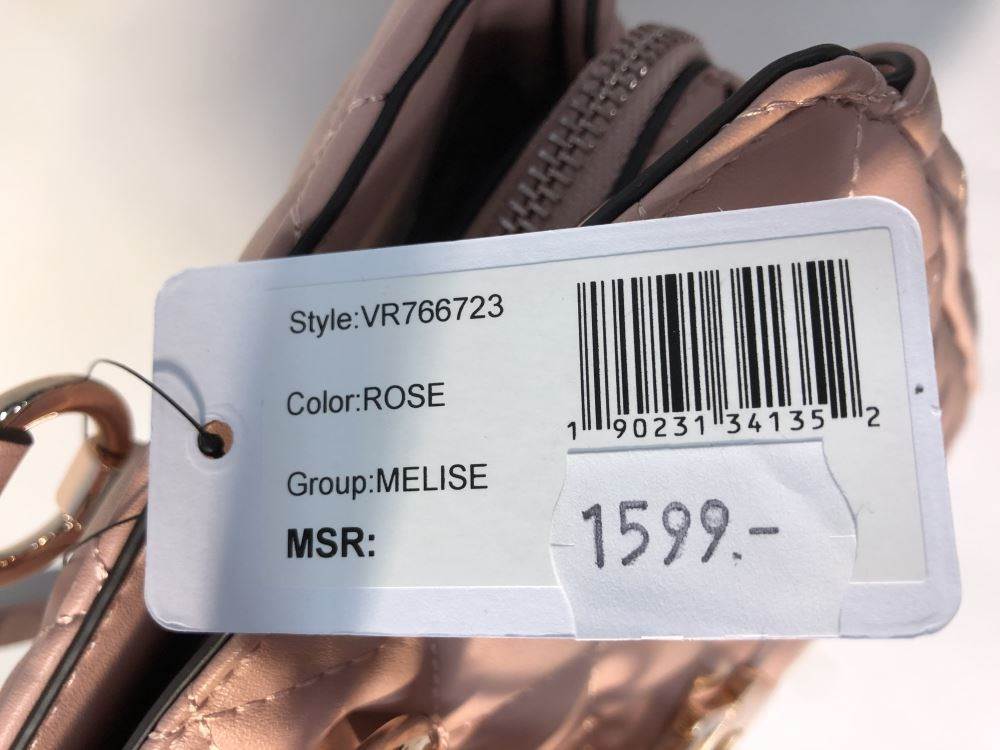 Style:VR766723
Color:ROSE
Group:MELISE
MSR:
1 90231 34135 2
1599.-